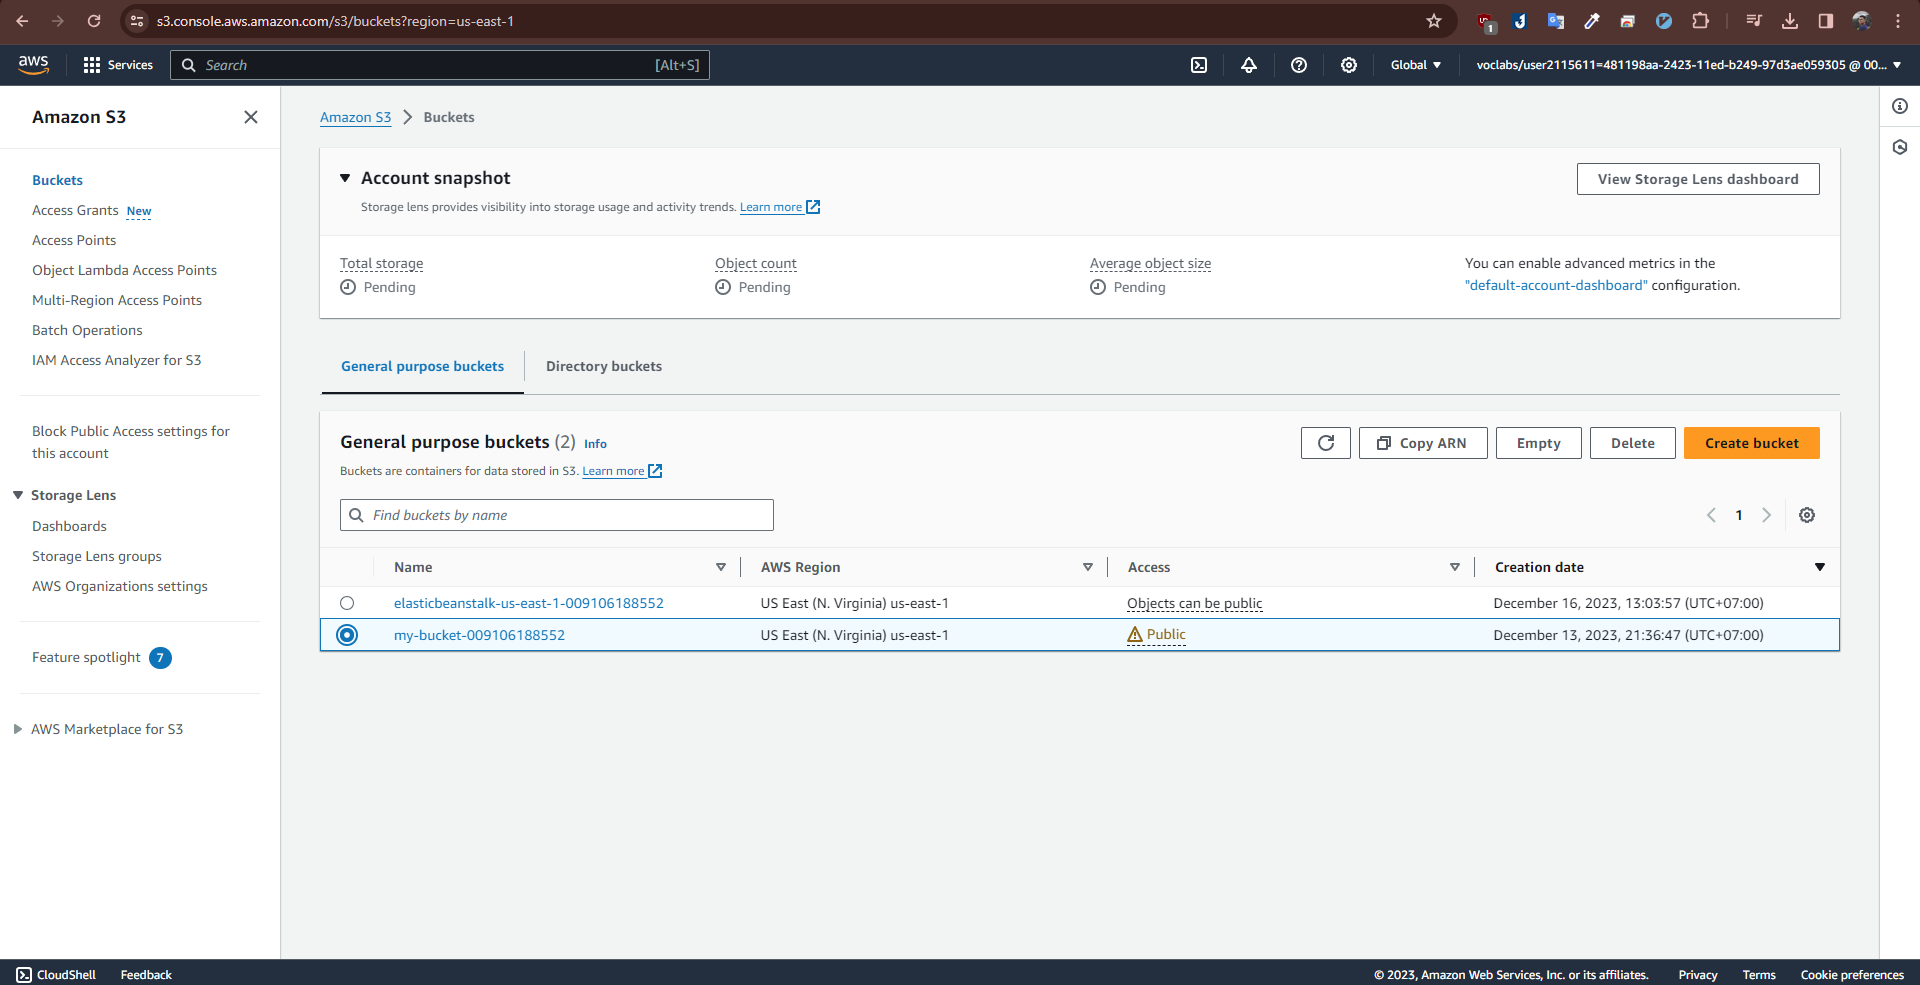 s3.console.aws.amazon.com/s3/buckets?region=us-east-1
1
aws
Services
Search
[Alt+S]
Global
voclabs/user2115611=481198aa-2423-11ed-b249-97d3ae059305 @ 00...
Amazon S3
Buckets
Access Grants New
Access Points
Object Lambda Access Points
Multi-Region Access Points
Batch Operations
IAM Access Analyzer for S3
Block Public Access settings for
this account
Storage Lens
Dashboards
Storage Lens groups
AWS Organizations settings
Feature spotlight 7
AWS Marketplace for S3
Amazon S3 Buckets
Account snapshot
View Storage Lens dashboard
Storage lens provides visibility into storage usage and activity trends. Learn more
Total storage
Pending
Object count
Pending
Average object size
Pending
You can enable advanced metrics in the
"default-account-dashboard" configuration.
General purpose buckets
Directory buckets
General purpose buckets (2) Info
Buckets are containers for data stored in S3. Learn more
Copy ARN
Empty
Delete
Create bucket
Find buckets by name
1
Name AWS Region Access Creation date
elasticbeanstalk-us-east-1-009106188552 US East (N. Virginia) us-east-1 Objects can be public December 16, 2023, 13:03:57 (UTC+07:00)
my-bucket-009106188552 US East (N. Virginia) us-east-1 Public December 13, 2023, 21:36:47 (UTC+07:00)
CloudShell
Feedback
© 2023, Amazon Web Services, Inc. or its affiliates.
Privacy
Terms
Cookie preferences